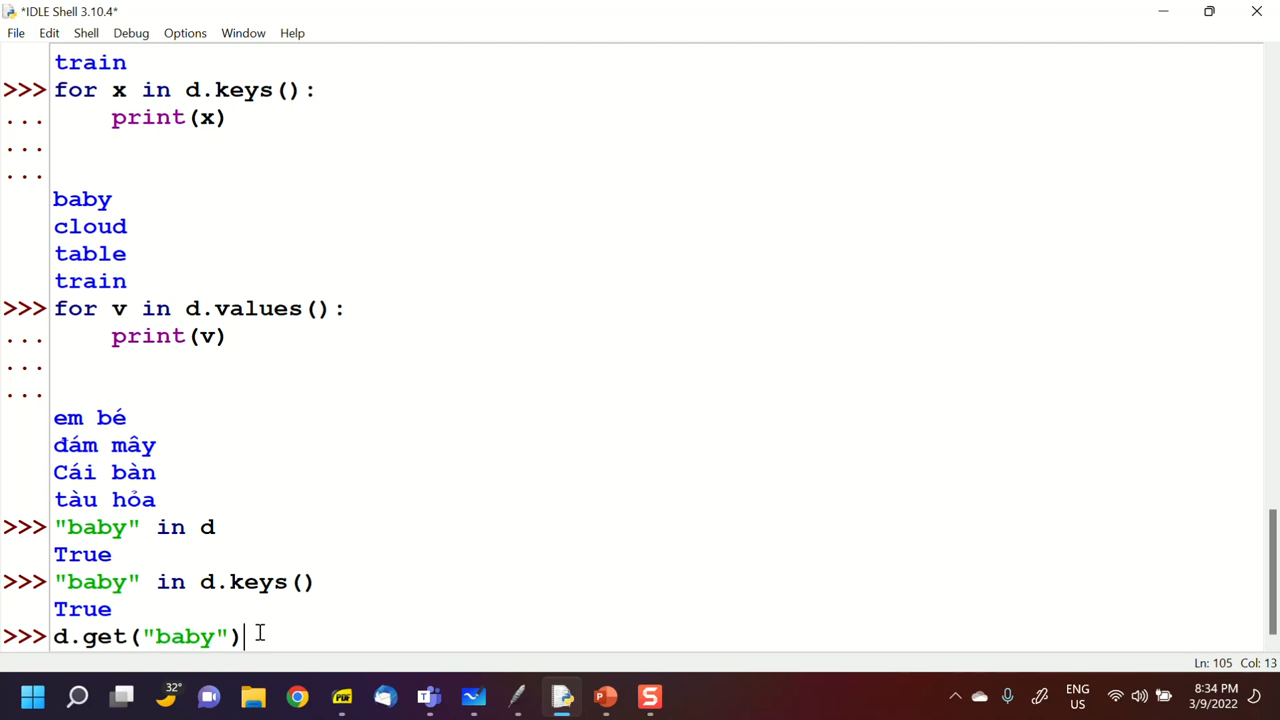 *IDLE Shell 3.10.4*
File Edit Shell Debug Options Window Help
train
>>> for x in d.keys():
... print(x)
...
...
baby
cloud
table
train
>>> for v in d.values():
... print(v)
...
...
em bé
đám mây
Cái bàn
tàu hỏa
>>> "baby" in d
True
>>> "baby" in d.keys()
True
>>> d.get("baby")
Ln: 105 Col: 13
32°
PDF
S
ENG
US
8:34 PM
3/9/2022